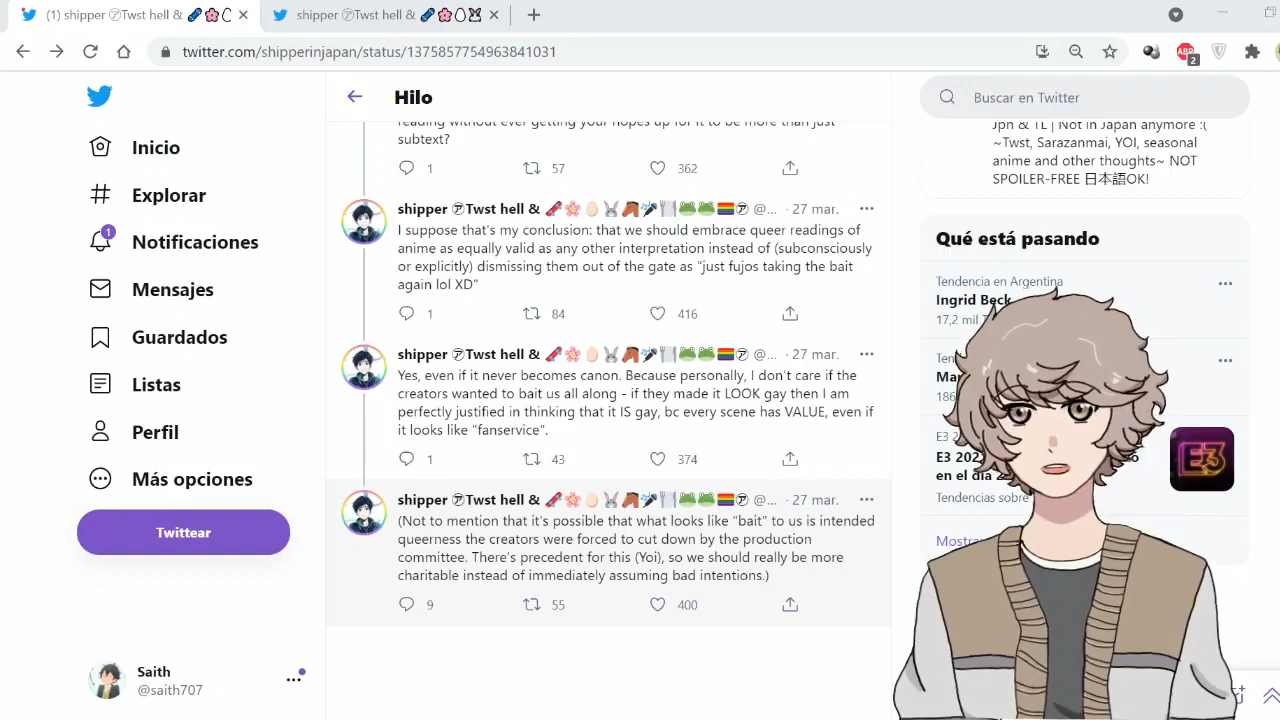 (1) shipper ㋐Twst hell &
shipper ㋐Twst hell &
twitter.com/shipperinjapan/status/1375857754963841031
2
Inicio
Explorar
1
Notificaciones
Mensajes
Guardados
Listas
Perfil
Más opciones
Twittear
Saith
@saith707
Hilo
reading without ever getting your hopes up for it to be more than just
subtext?
1 57 362
shipper ㋐Twst hell & 🌸🥚🐰🐴🍽️🐸🐸🏳️‍🌈㋐ @... · 27 mar.
I suppose that's my conclusion: that we should embrace queer readings of
anime as equally valid as any other interpretation instead of (subconsciously
or explicitly) dismissing them out of the gate as "just fujos taking the bait
again lol XD"
1 84 416
shipper ㋐Twst hell & 🌸🥚🐰🐴🍽️🐸🐸🏳️‍🌈㋐ @... · 27 mar.
Yes, even if it never becomes canon. Because personally, I don't care if the
creators wanted to bait us all along - if they made it LOOK gay then I am
perfectly justified in thinking that it IS gay, bc every scene has VALUE, even if
it looks like "fanservice".
1 43 374
shipper ㋐Twst hell & 🌸🥚🐰🐴🍽️🐸🐸🏳️‍🌈㋐ @... · 27 mar.
(Not to mention that it's possible that what looks like "bait" to us is intended
queerness the creators were forced to cut down by the production
committee. There's precedent for this (Yoi), so we should really be more
charitable instead of immediately assuming bad intentions.)
9 55 400
Buscar en Twitter
Jpn & TL | Not in Japan anymore :(
~Twst, Sarazanmai, YOI, seasonal
anime and other thoughts~ NOT
SPOILER-FREE 日本語OK!
Qué está pasando
Tendencia en Argentina
Ingrid Beck
17,2 mil
E3
en el día
Tendencias sobre
E3